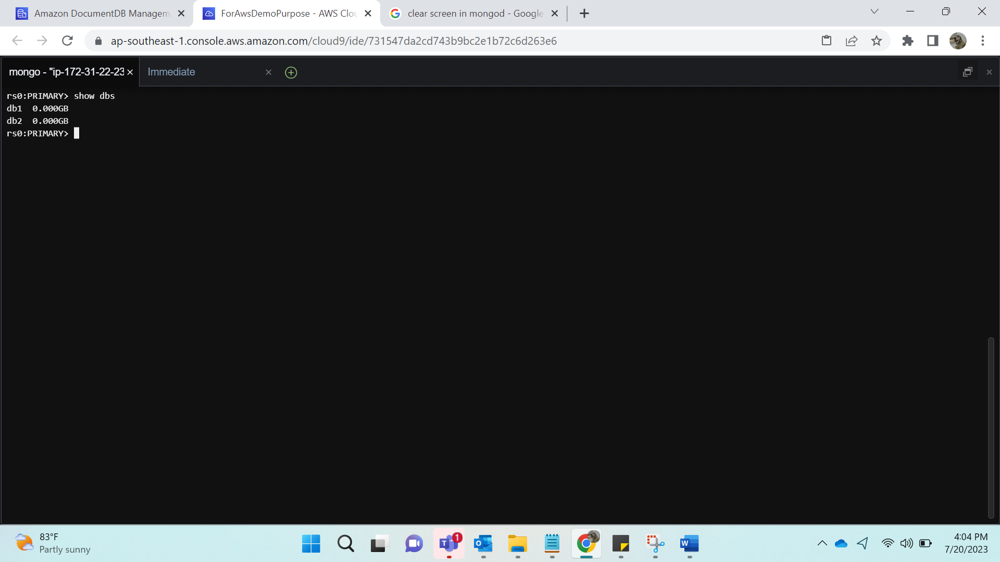 Amazon DocumentDB Managem
ForAwsDemoPurpose - AWS Clou
clear screen in mongod - Google
ap-southeast-1.console.aws.amazon.com/cloud9/ide/731547da2cd743b9bc2e1b72c6d263e6
mongo - "ip-172-31-22-23
Immediate
rs0:PRIMARY> show dbs
db1 0.000GB
db2 0.000GB
rs0:PRIMARY>
83°F
Partly sunny
1
4:04 PM
7/20/2023